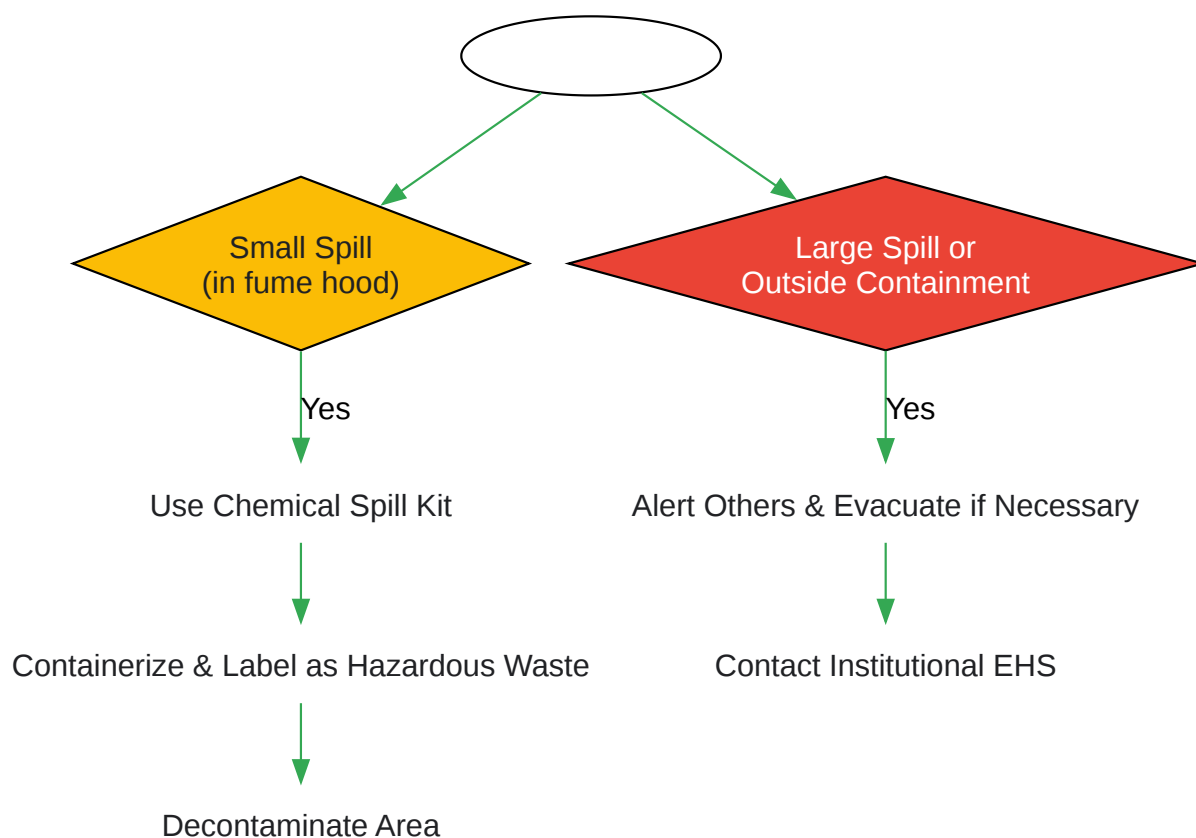 Small Spill
(in fume hood)
Large Spill or
Outside Containment
Yes
Yes
Use Chemical Spill Kit
Alert Others & Evacuate if Necessary
Containerize & Label as Hazardous Waste
Contact Institutional EHS
Decontaminate Area